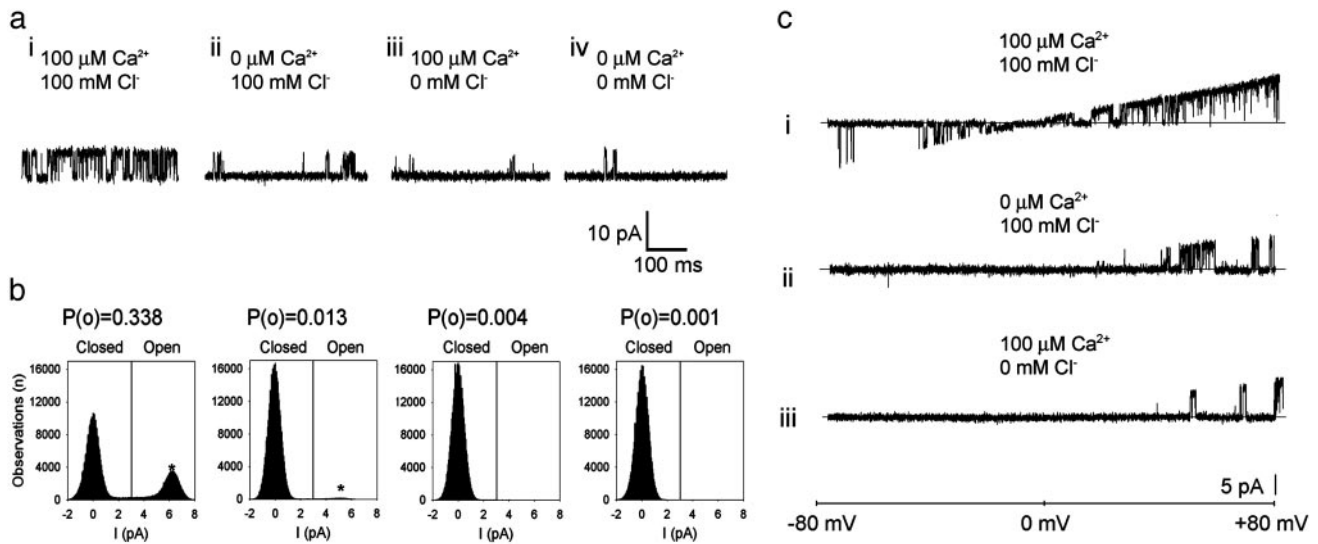 a
i
100 μM Ca²⁺
100 mM Cl⁻
ii
0 μM Ca²⁺
100 mM Cl⁻
iii
100 μM Ca²⁺
0 mM Cl⁻
iv
0 μM Ca²⁺
0 mM Cl⁻
10 pA
100 ms
b
P(o)=0.338
Closed Open
P(o)=0.013
Closed Open
P(o)=0.004
Closed Open
P(o)=0.001
Closed Open
Observations (n)
16000
12000
8000
4000
0
*
-2 0 2 4 6 8
I (pA)
16000
12000
8000
4000
0
*
-2 0 2 4 6 8
I (pA)
16000
12000
8000
4000
0
-2 0 2 4 6 8
I (pA)
16000
12000
8000
4000
0
-2 0 2 4 6 8
I (pA)
c
100 μM Ca²⁺
100 mM Cl⁻
i
0 μM Ca²⁺
100 mM Cl⁻
ii
100 μM Ca²⁺
0 mM Cl⁻
iii
5 pA
-80 mV 0 mV +80 mV